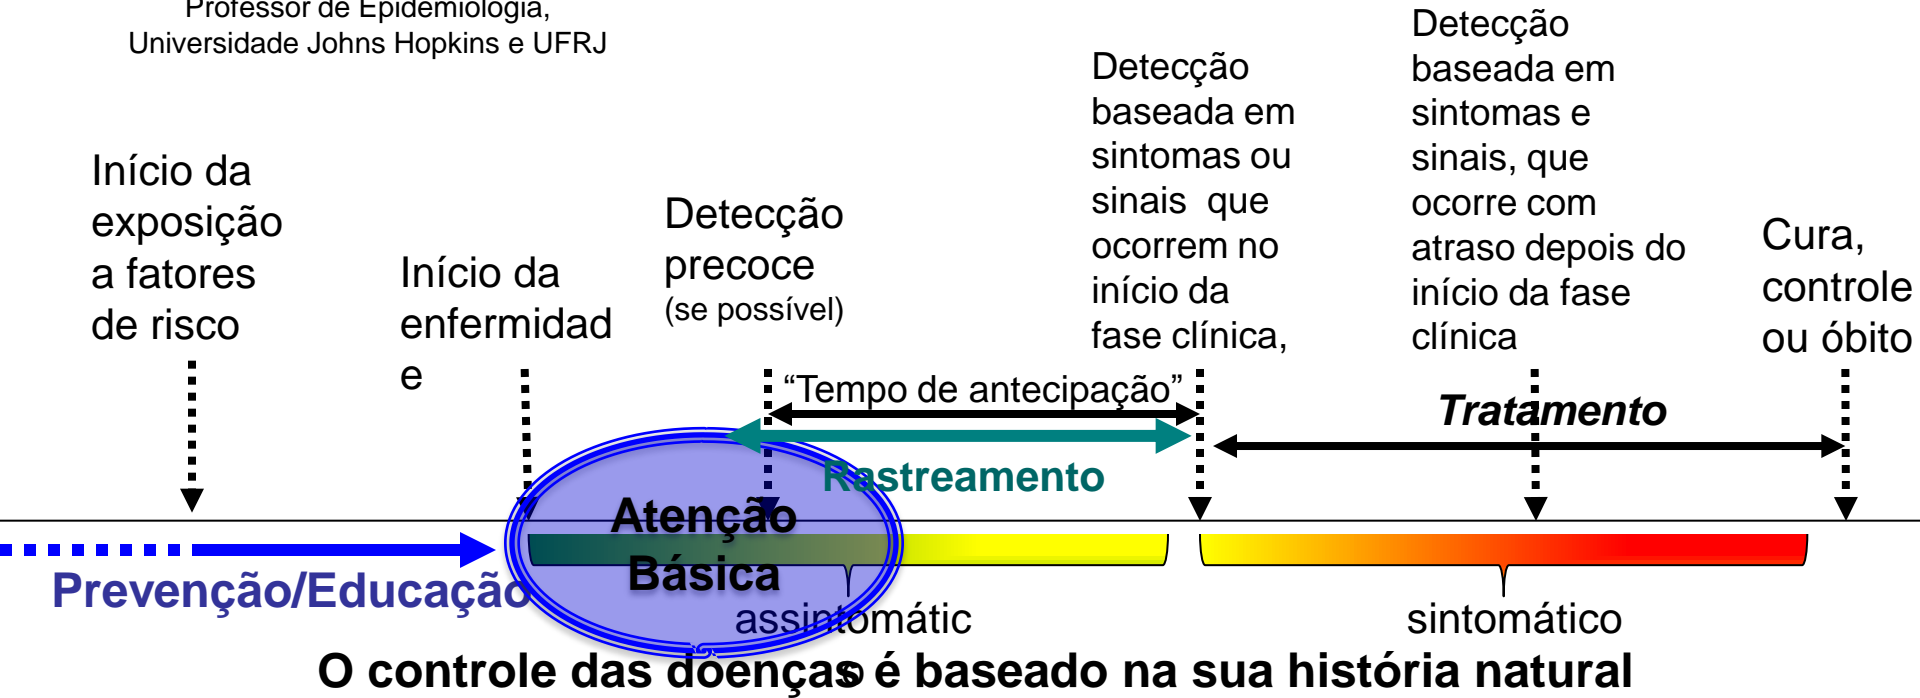 Professor de Epidemiologia,
Universidade Johns Hopkins e UFRJ
Início da
exposição
a fatores
de risco
Início da
enfermidad
e
Detecção
precoce
(se possível)
Detecção
baseada em
sintomas ou
sinais que
ocorrem no
início da
fase clínica,
Detecção
baseada em
sintomas e
sinais, que
ocorre com
atraso depois do
início da fase
clínica
Cura,
controle
ou óbito
“Tempo de antecipação”
Tratamento
Rastreamento
Atenção
Básica
Prevenção/Educação
assintomátic
o
sintomático
O controle das doenças é baseado na sua história natural